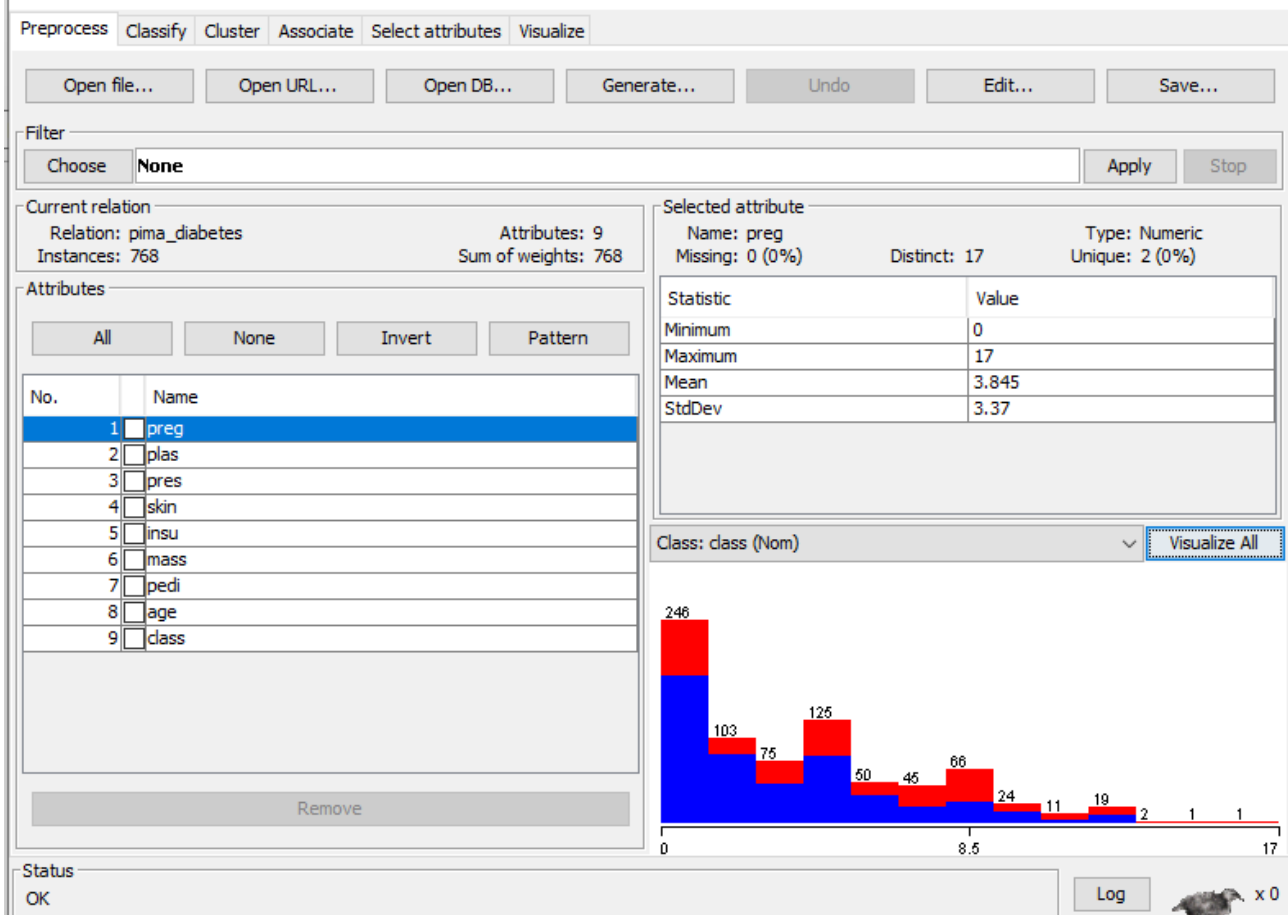 Preprocess Classify Cluster Associate Select attributes Visualize
Open file... Open URL... Open DB... Generate... Undo Edit... Save...
Filter
Choose None Apply Stop
Current relation
Relation: pima_diabetes Attributes: 9
Instances: 768 Sum of weights: 768
Attributes
All None Invert Pattern
No. Name
1 preg
2 plas
3 pres
4 skin
5 insu
6 mass
7 pedi
8 age
9 class
Remove
Selected attribute
Name: preg Type: Numeric
Missing: 0 (0%) Distinct: 17 Unique: 2 (0%)
Statistic Value
Minimum 0
Maximum 17
Mean 3.845
StdDev 3.37
Class: class (Nom) Visualize All
246
103
75
125
50
45
66
24
11
19
2
1
1
0 8.5 17
Status
OK Log x 0